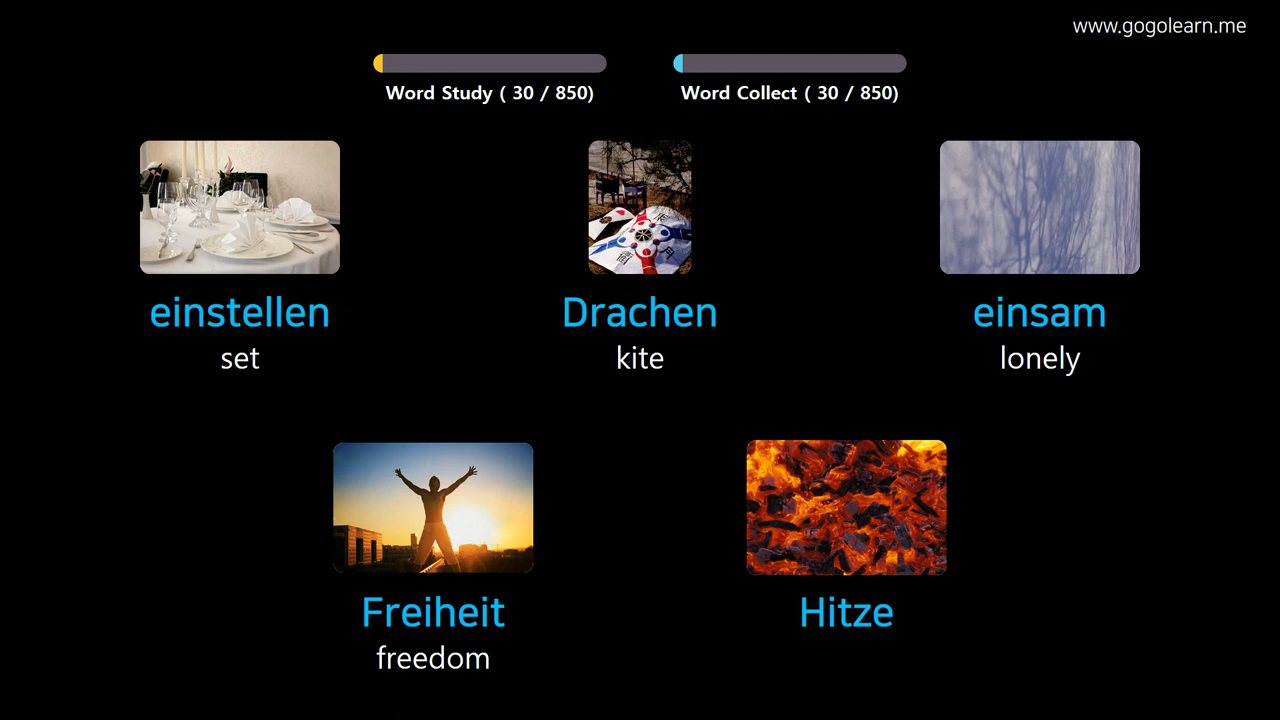 www.gogolearn.me
Word Study ( 30 / 850)
Word Collect ( 30 / 850)
einstellen
set
Drachen
kite
einsam
lonely
Freiheit
freedom
Hitze